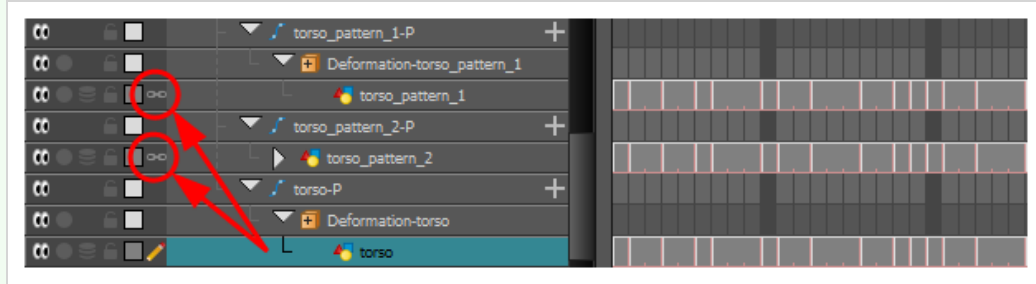 torso_pattern_1-P
Deformation-torso_pattern_1
torso_pattern_1
torso_pattern_2-P
torso_pattern_2
torso-P
Deformation-torso
torso